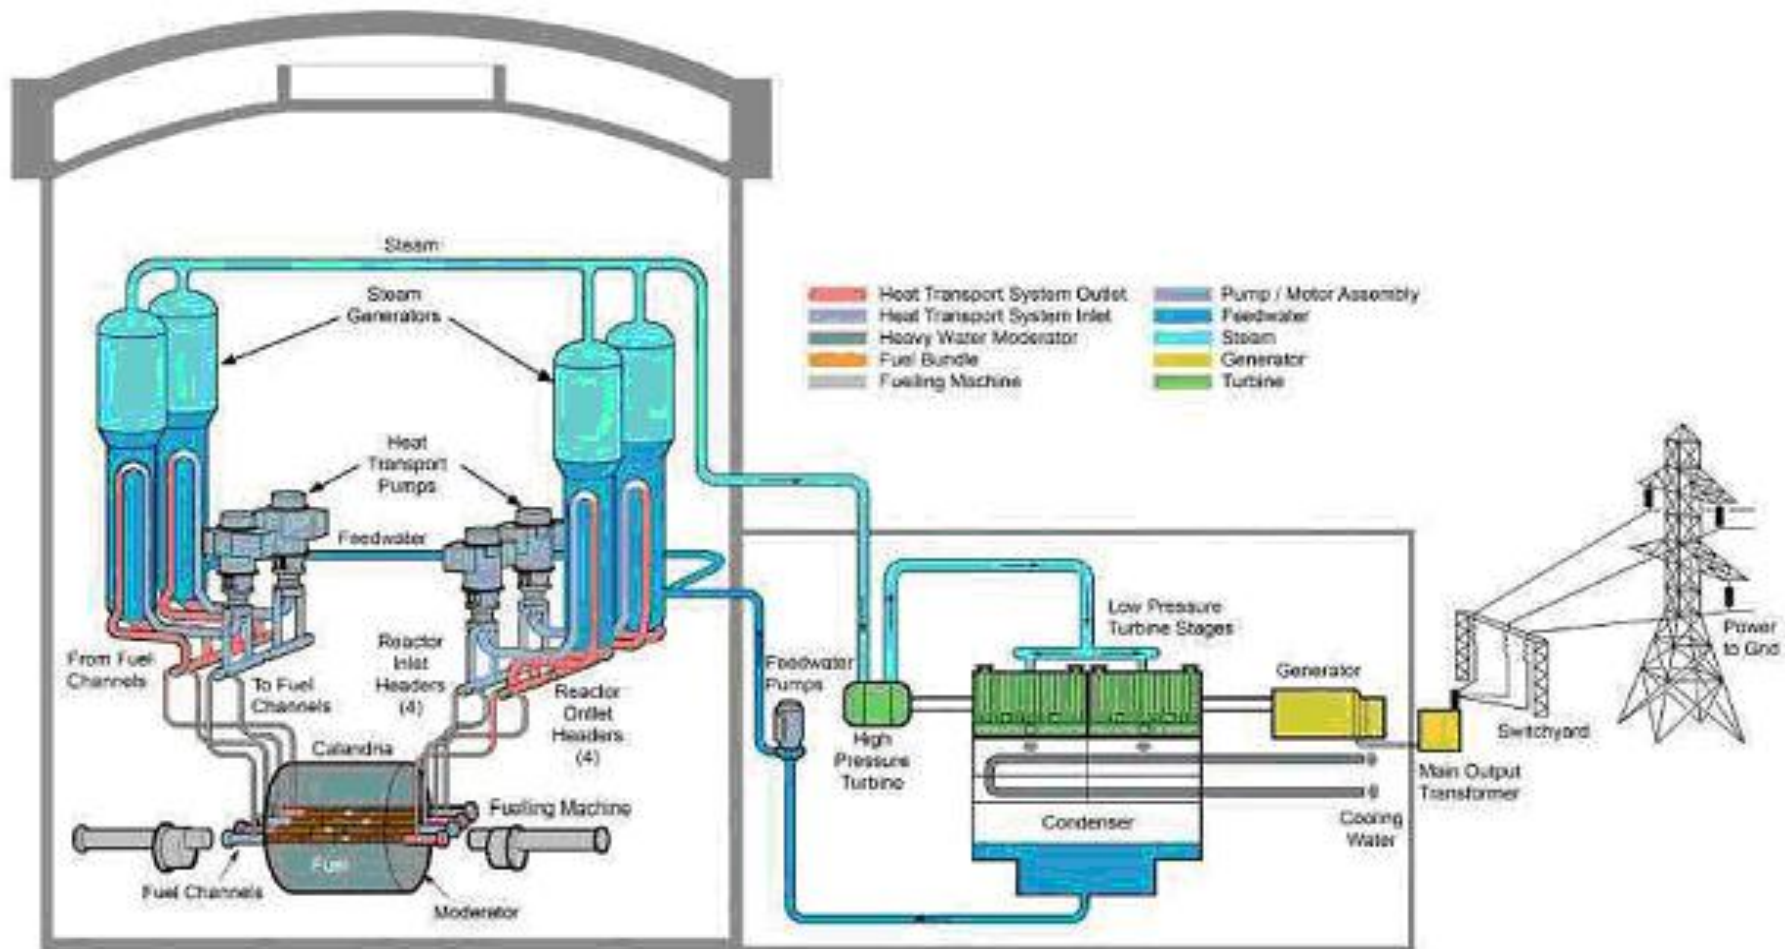 Steam
Steam
Generators
Heat
Transport
Pumps
Feedwater
From Fuel
Channels
To Fuel
Channels
Reactor
Inlet
Headers
(4)
Reactor
Outlet
Headers
(4)
Calandria
Fuelling Machine
Fuel
Fuel Channels
Moderator
Heat Transport System Outlet
Heat Transport System Inlet
Heavy Water Moderator
Fuel Bundle
Fuelling Machine
Pump / Motor Assembly
Feedwater
Steam
Generator
Turbine
Feedwater
Pumps
High
Pressure
Turbine
Low Pressure
Turbine Stages
Condenser
Generator
Cooling
Water
Main Output
Transformer
Switchyard
Power
to Grid